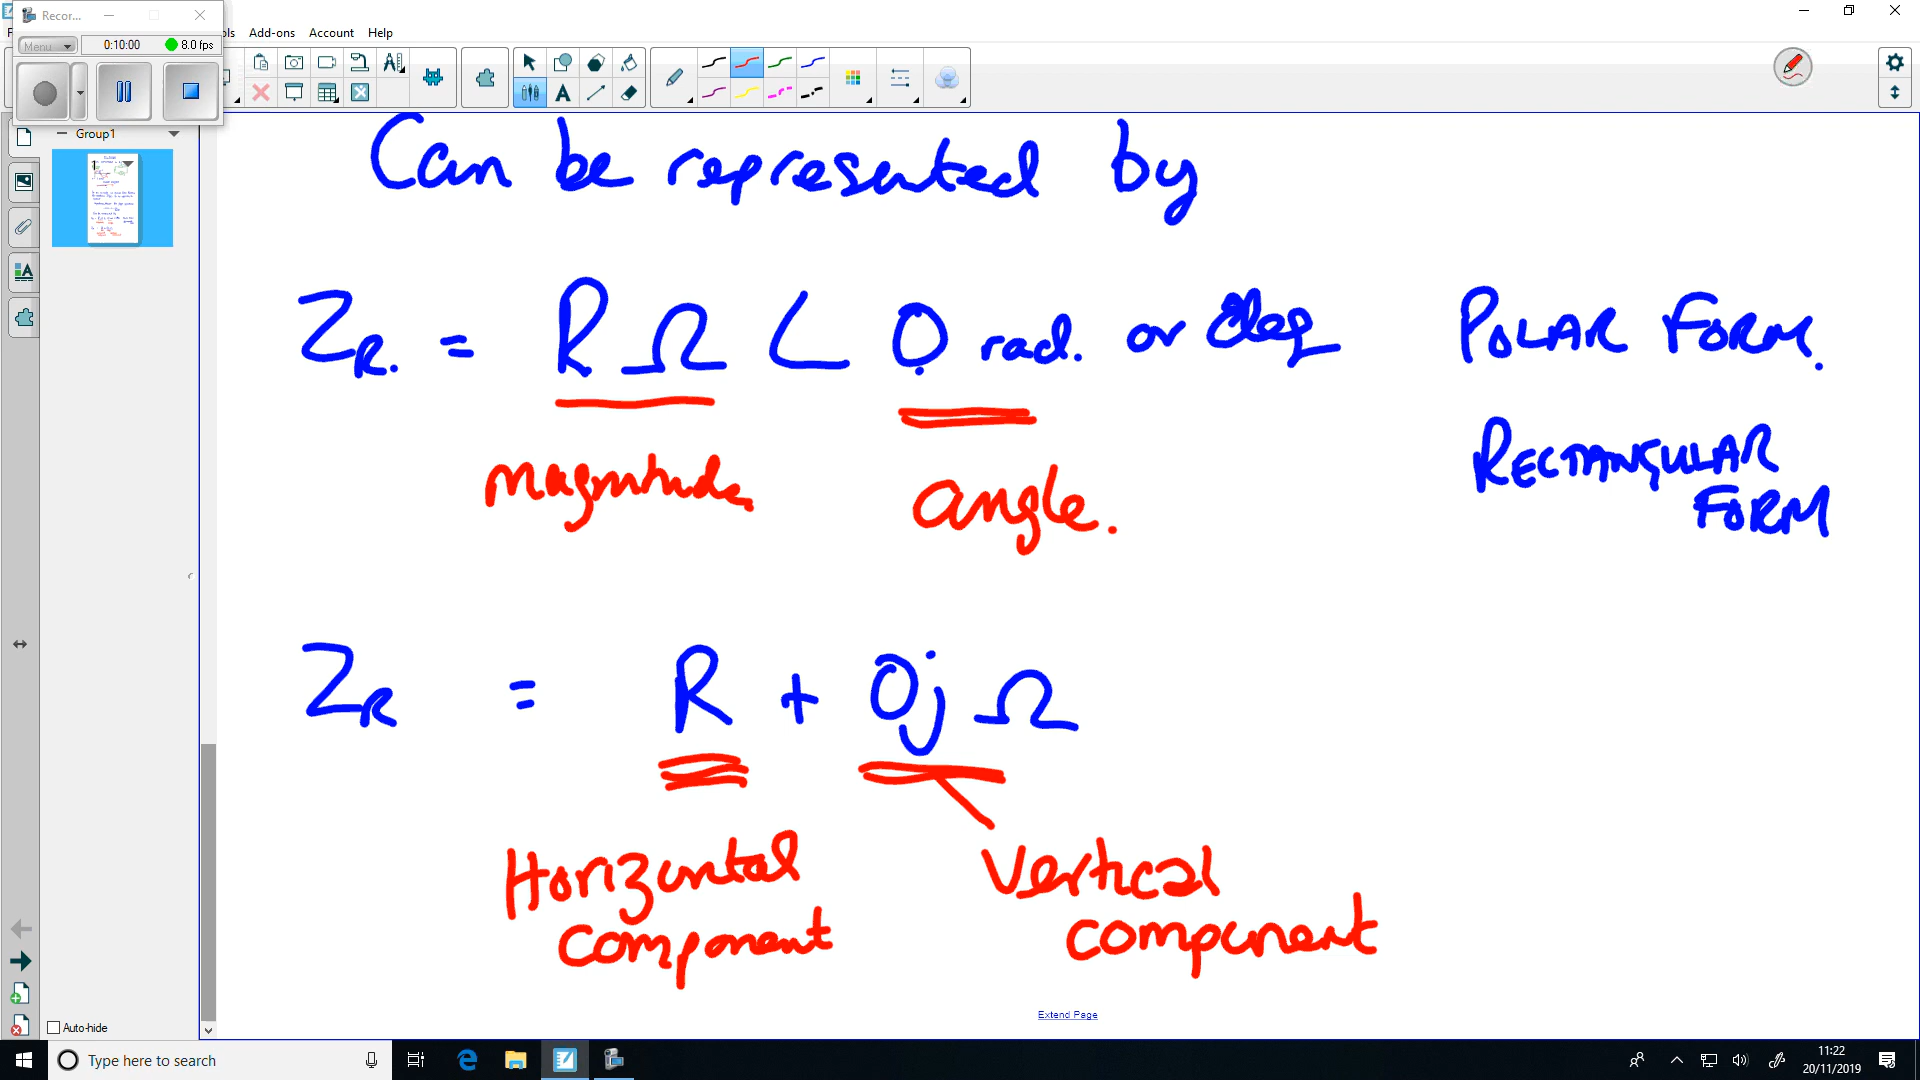 Recor...
Menu
0:10:00
8.0 fps
ols Add-ons Account Help
Group1
Can be represented by
Z_R. = R Ω ∠ 0 rad. or deg POLAR FORM.
magnitude angle. RECTANGULAR
FORM
Z_R = R + 0j Ω
Horizontal Vertical
component component
Extend Page
Auto-hide
Type here to search
11:22
20/11/2019